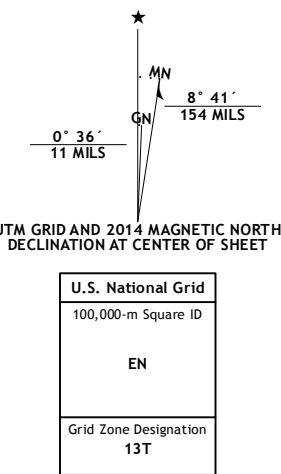 ★
MN
8° 41´
154 MILS
GN
0° 36´
11 MILS
UTM GRID AND 2014 MAGNETIC NORTH
DECLINATION AT CENTER OF SHEET
U.S. National Grid
100,000-m Square ID
EN
Grid Zone Designation
13T